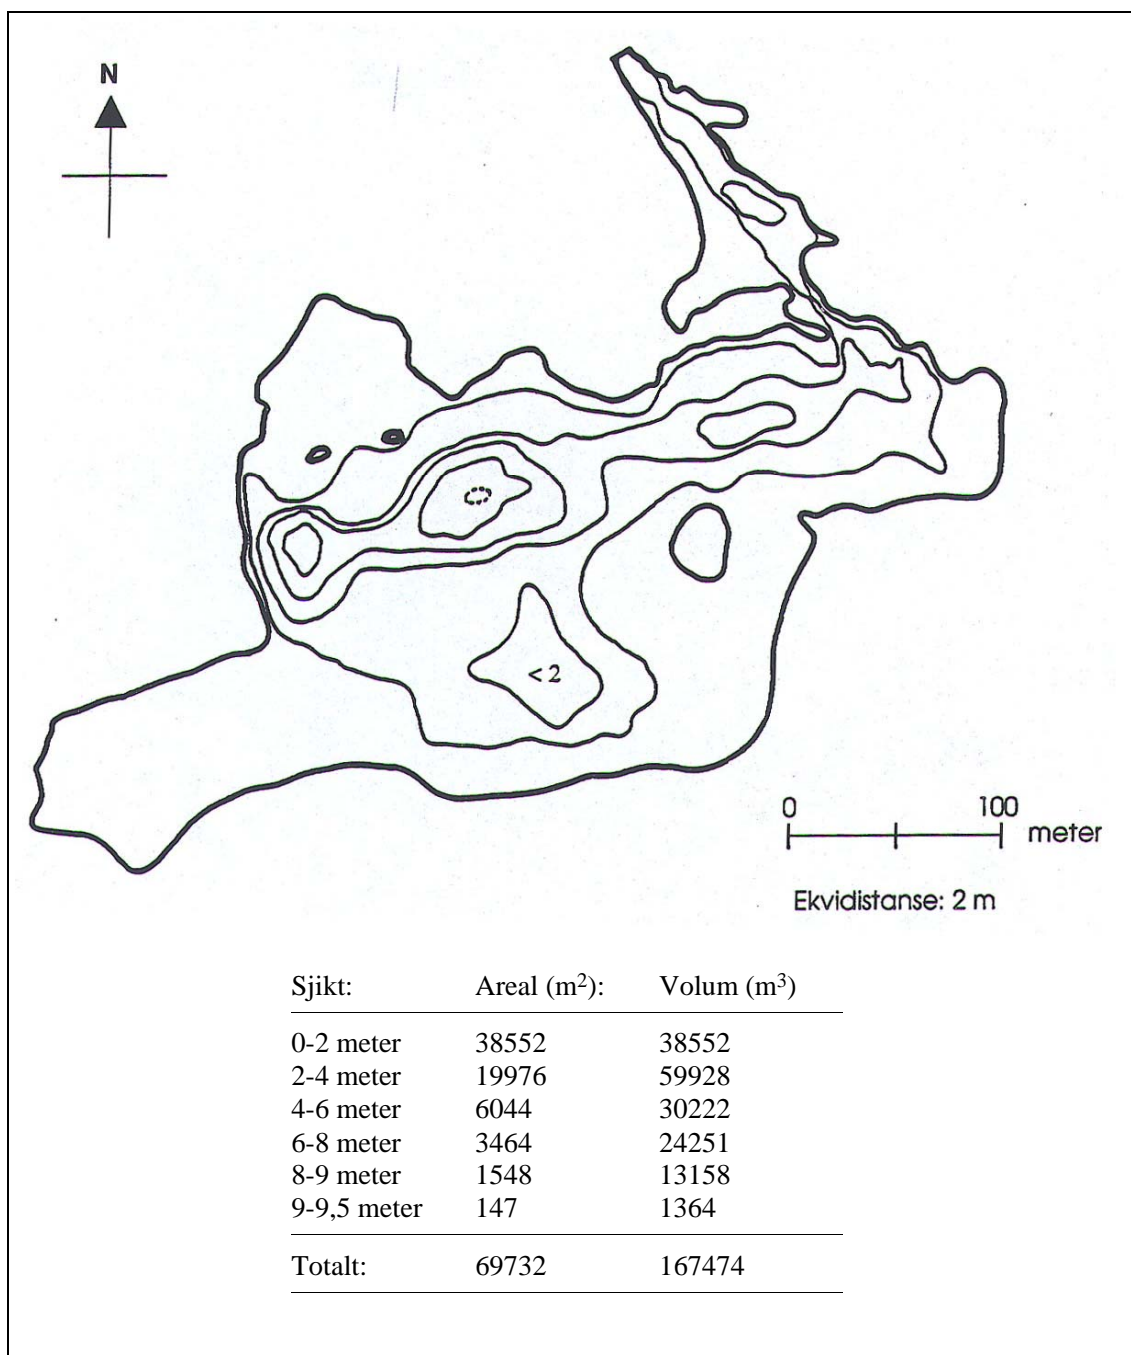 N
< 2
0 100
meter
Ekvidistanse: 2 m
Sjikt: Areal (m²): Volum (m³)
0-2 meter 38552 38552
2-4 meter 19976 59928
4-6 meter 6044 30222
6-8 meter 3464 24251
8-9 meter 1548 13158
9-9,5 meter 147 1364
Totalt: 69732 167474